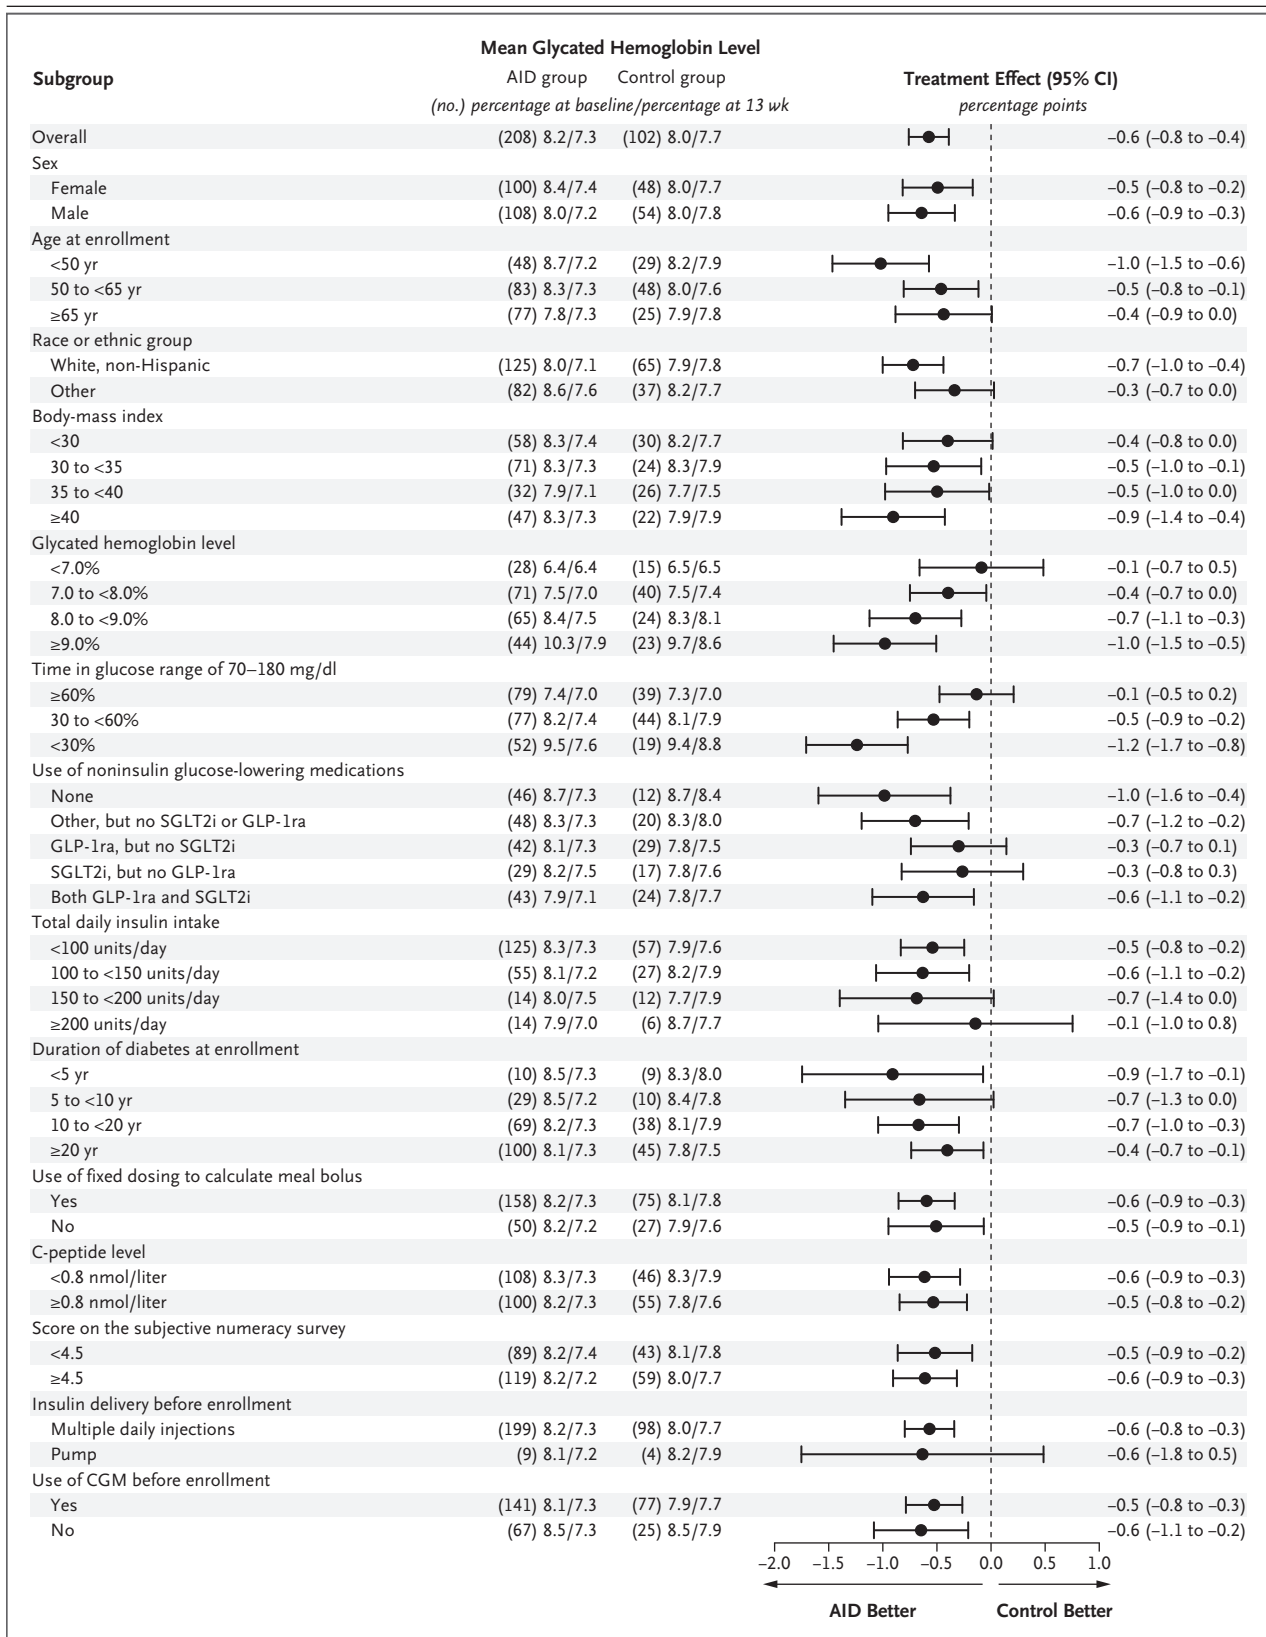 Mean Glycated Hemoglobin Level
Subgroup AID group Control group Treatment Effect (95% CI)
(no.) percentage at baseline/percentage at 13 wk percentage points
Overall (208) 8.2/7.3 (102) 8.0/7.7 –0.6 (–0.8 to –0.4)
Sex
Female (100) 8.4/7.4 (48) 8.0/7.7 –0.5 (–0.8 to –0.2)
Male (108) 8.0/7.2 (54) 8.0/7.8 –0.6 (–0.9 to –0.3)
Age at enrollment
<50 yr (48) 8.7/7.2 (29) 8.2/7.9 –1.0 (–1.5 to –0.6)
50 to <65 yr (83) 8.3/7.3 (48) 8.0/7.6 –0.5 (–0.8 to –0.1)
≥65 yr (77) 7.8/7.3 (25) 7.9/7.8 –0.4 (–0.9 to 0.0)
Race or ethnic group
White, non-Hispanic (125) 8.0/7.1 (65) 7.9/7.8 –0.7 (–1.0 to –0.4)
Other (82) 8.6/7.6 (37) 8.2/7.7 –0.3 (–0.7 to 0.0)
Body-mass index
<30 (58) 8.3/7.4 (30) 8.2/7.7 –0.4 (–0.8 to 0.0)
30 to <35 (71) 8.3/7.3 (24) 8.3/7.9 –0.5 (–1.0 to –0.1)
35 to <40 (32) 7.9/7.1 (26) 7.7/7.5 –0.5 (–1.0 to 0.0)
≥40 (47) 8.3/7.3 (22) 7.9/7.9 –0.9 (–1.4 to –0.4)
Glycated hemoglobin level
<7.0% (28) 6.4/6.4 (15) 6.5/6.5 –0.1 (–0.7 to 0.5)
7.0 to <8.0% (71) 7.5/7.0 (40) 7.5/7.4 –0.4 (–0.7 to 0.0)
8.0 to <9.0% (65) 8.4/7.5 (24) 8.3/8.1 –0.7 (–1.1 to –0.3)
≥9.0% (44) 10.3/7.9 (23) 9.7/8.6 –1.0 (–1.5 to –0.5)
Time in glucose range of 70–180 mg/dl
≥60% (79) 7.4/7.0 (39) 7.3/7.0 –0.1 (–0.5 to 0.2)
30 to <60% (77) 8.2/7.4 (44) 8.1/7.9 –0.5 (–0.9 to –0.2)
<30% (52) 9.5/7.6 (19) 9.4/8.8 –1.2 (–1.7 to –0.8)
Use of noninsulin glucose-lowering medications
None (46) 8.7/7.3 (12) 8.7/8.4 –1.0 (–1.6 to –0.4)
Other, but no SGLT2i or GLP-1ra (48) 8.3/7.3 (20) 8.3/8.0 –0.7 (–1.2 to –0.2)
GLP-1ra, but no SGLT2i (42) 8.1/7.3 (29) 7.8/7.5 –0.3 (–0.7 to 0.1)
SGLT2i, but no GLP-1ra (29) 8.2/7.5 (17) 7.8/7.6 –0.3 (–0.8 to 0.3)
Both GLP-1ra and SGLT2i (43) 7.9/7.1 (24) 7.8/7.7 –0.6 (–1.1 to –0.2)
Total daily insulin intake
<100 units/day (125) 8.3/7.3 (57) 7.9/7.6 –0.5 (–0.8 to –0.2)
100 to <150 units/day (55) 8.1/7.2 (27) 8.2/7.9 –0.6 (–1.1 to –0.2)
150 to <200 units/day (14) 8.0/7.5 (12) 7.7/7.9 –0.7 (–1.4 to 0.0)
≥200 units/day (14) 7.9/7.0 (6) 8.7/7.7 –0.1 (–1.0 to 0.8)
Duration of diabetes at enrollment
<5 yr (10) 8.5/7.3 (9) 8.3/8.0 –0.9 (–1.7 to –0.1)
5 to <10 yr (29) 8.5/7.2 (10) 8.4/7.8 –0.7 (–1.3 to 0.0)
10 to <20 yr (69) 8.2/7.3 (38) 8.1/7.9 –0.7 (–1.0 to –0.3)
≥20 yr (100) 8.1/7.3 (45) 7.8/7.5 –0.4 (–0.7 to –0.1)
Use of fixed dosing to calculate meal bolus
Yes (158) 8.2/7.3 (75) 8.1/7.8 –0.6 (–0.9 to –0.3)
No (50) 8.2/7.2 (27) 7.9/7.6 –0.5 (–0.9 to –0.1)
C-peptide level
<0.8 nmol/liter (108) 8.3/7.3 (46) 8.3/7.9 –0.6 (–0.9 to –0.3)
≥0.8 nmol/liter (100) 8.2/7.3 (55) 7.8/7.6 –0.5 (–0.8 to –0.2)
Score on the subjective numeracy survey
<4.5 (89) 8.2/7.4 (43) 8.1/7.8 –0.5 (–0.9 to –0.2)
≥4.5 (119) 8.2/7.2 (59) 8.0/7.7 –0.6 (–0.9 to –0.3)
Insulin delivery before enrollment
Multiple daily injections (199) 8.2/7.3 (98) 8.0/7.7 –0.6 (–0.8 to –0.3)
Pump (9) 8.1/7.2 (4) 8.2/7.9 –0.6 (–1.8 to 0.5)
Use of CGM before enrollment
Yes (141) 8.1/7.3 (77) 7.9/7.7 –0.5 (–0.8 to –0.3)
No (67) 8.5/7.3 (25) 8.5/7.9 –0.6 (–1.1 to –0.2)
–2.0 –1.5 –1.0 –0.5 0.0 0.5 1.0
AID Better Control Better